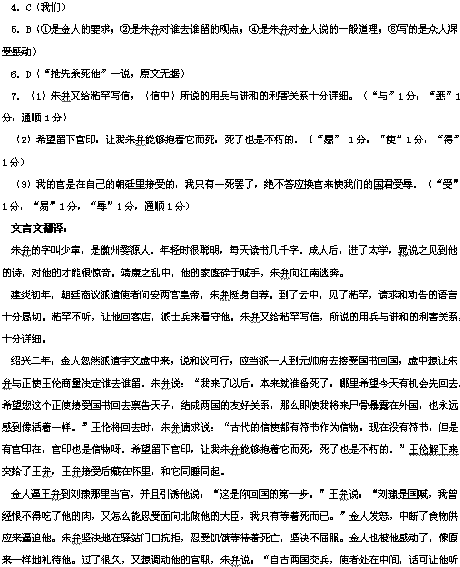 4．C（我们）
5．B（①是金人的要求，②是朱弁对谁去谁留的观点，④是朱弁对金人说的一般道理，⑥写的是众人深
受感动）
6．D（“抢先杀死他”一说，原文无据）
7．（1）朱弁又给粘罕写信，（信中）所说的用兵与讲和的利害关系十分详细。（“与”1分，“甚”1
分，通顺1分）
（2）希望留下官印，让我朱弁能够抱着它而死，死了也是不朽的．（“愿” 1分，“使”1分，“得”
1分）
（3）我的官是在自己的朝廷里接受的，我只有一死罢了，绝不答应换官来使我们的国君受辱．（“受”
1分，“易”1分，“辱”1分，通顺1分）
文言文翻译：
朱弁的字叫少章，是徽州婺源人．年轻时很聪明，每天读书几千字．成人后，进了太学，晁说之见到他
的诗，对他的才能很惊奇。靖康之乱中，他的家庭碎于贼手，朱弁向江南逃奔。
建炎初年，朝廷商议派遣使者问安两宫皇帝，朱弁挺身自荐．到了云中，见了粘罕，请求和劝告的语言
十分恳切。粘罕不听，让他回客店，派士兵来看守他。朱弁又给粘罕写信，所说的用兵与讲和的利害关系，
十分详细。
绍兴二年，金人忽然派遣宇文虚中来，说和议可行，应当派一人到元帅府去接受国书回国，虚中想让朱
弁与正使王伦商量决定谁去谁留．朱弁说：“我来了以后，本来就准备死了，哪里希望今天有机会先回去．
希望您这个正使接受国书回去禀告天子，结成两国的友好关系，那么即使我将来尸骨暴露在外国，也永远
感到像活着一样。”王伦将回去时，朱弁请求说：“古代的信使都有符节作为信物。现在没有符节，但是
有官印在，官印也是信物呀．希望留下官印，让我朱弁能够抱着它而死，死了也是不朽的．”王伦解下来
交给了王弁，王弁接受后藏在怀里，和它同睡同起。
金人逼王弁到刘豫那里当官，并且引诱他说：“这是你回国的第一步。”王弁说：“刘豫是国贼，我曾
经恨不得吃了他的肉，又怎么能忍受面向北做他的大臣，我只有等着死而已。”金人发怒，中断了食物供
应来逼迫他。朱弁坚决地在驿站门口抗拒，忍受饥饿等待着死亡，坚决不屈服。金人也被他感动了，像原
来一样地礼待他。过了很久，又想调动他的官职，朱弁说：“自古两国交兵，使者处在中间，话可让他听